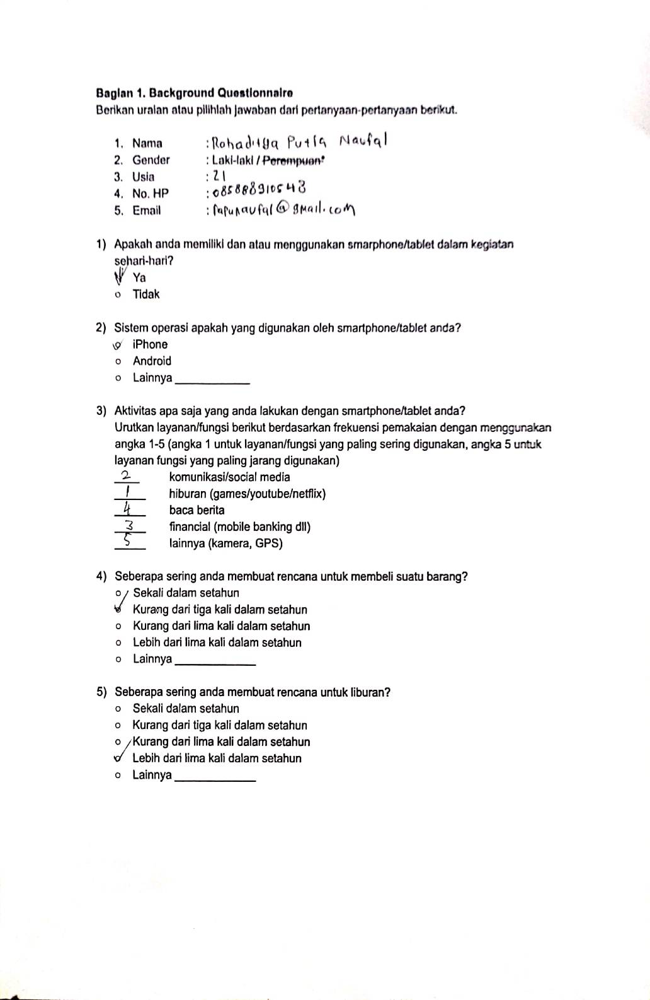 Bagian 1. Background Questionnaire
Berikan uraian atau pilihlah jawaban dari pertanyaan-pertanyaan berikut.
1. Nama : Rohaditya Putra Naufal
2. Gender : Laki-laki / Perempuan*
3. Usia : 21
4. No. HP : 085888910543
5. Email : rapunaufal@gmail.com
1) Apakah anda memiliki dan atau menggunakan smarphone/tablet dalam kegiatan
sehari-hari?
Ya
Tidak
2) Sistem operasi apakah yang digunakan oleh smartphone/tablet anda?
iPhone
Android
Lainnya
3) Aktivitas apa saja yang anda lakukan dengan smartphone/tablet anda?
Urutkan layanan/fungsi berikut berdasarkan frekuensi pemakaian dengan menggunakan
angka 1-5 (angka 1 untuk layanan/fungsi yang paling sering digunakan, angka 5 untuk
layanan fungsi yang paling jarang digunakan)
2 komunikasi/social media
1 hiburan (games/youtube/netflix)
4 baca berita
3 financial (mobile banking dll)
5 lainnya (kamera, GPS)
4) Seberapa sering anda membuat rencana untuk membeli suatu barang?
Sekali dalam setahun
Kurang dari tiga kali dalam setahun
Kurang dari lima kali dalam setahun
Lebih dari lima kali dalam setahun
Lainnya
5) Seberapa sering anda membuat rencana untuk liburan?
Sekali dalam setahun
Kurang dari tiga kali dalam setahun
Kurang dari lima kali dalam setahun
Lebih dari lima kali dalam setahun
Lainnya